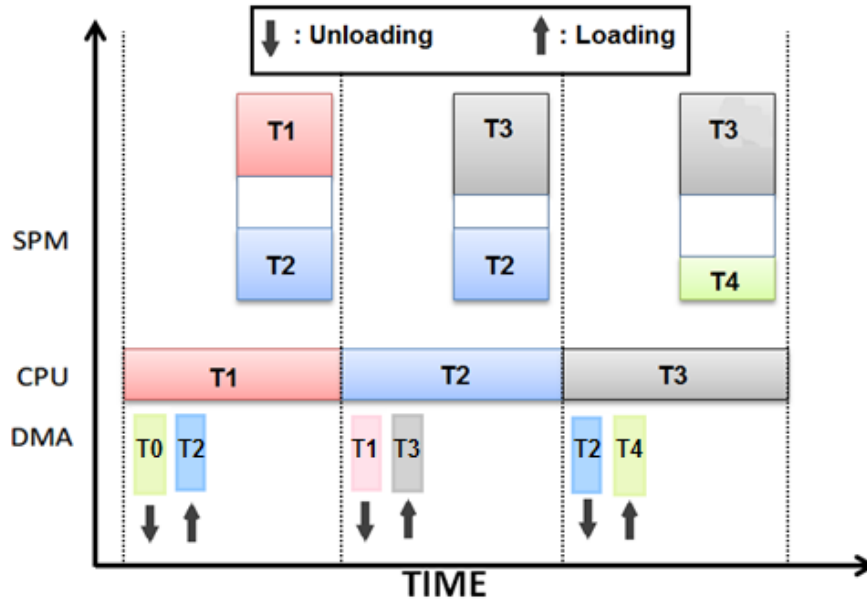 : Unloading : Loading
T1 T3 T3
SPM
T2 T2 T4
CPU T1 T2 T3
DMA T0 T2 T1 T3 T2 T4
TIME